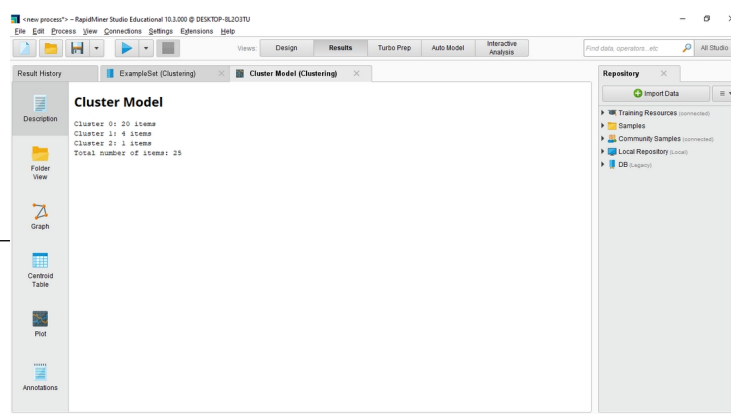 <new process*> – RapidMiner Studio Educational 10.3.000 @ DESKTOP-8L2O3TU
File Edit Process View Connections Settings Extensions Help
Views: Design Results Turbo Prep Auto Model Interactive Analysis
Find data, operators...etc All Studio
Result History ExampleSet (Clustering) Cluster Model (Clustering) Repository
Import Data
Description
Cluster Model
Cluster 0: 20 items
Cluster 1: 4 items
Cluster 2: 1 items
Total number of items: 25
Folder View
Graph
Centroid Table
Plot
Annotations
Training Resources (connected)
Samples
Community Samples (connected)
Local Repository (Local)
DB (Legacy)